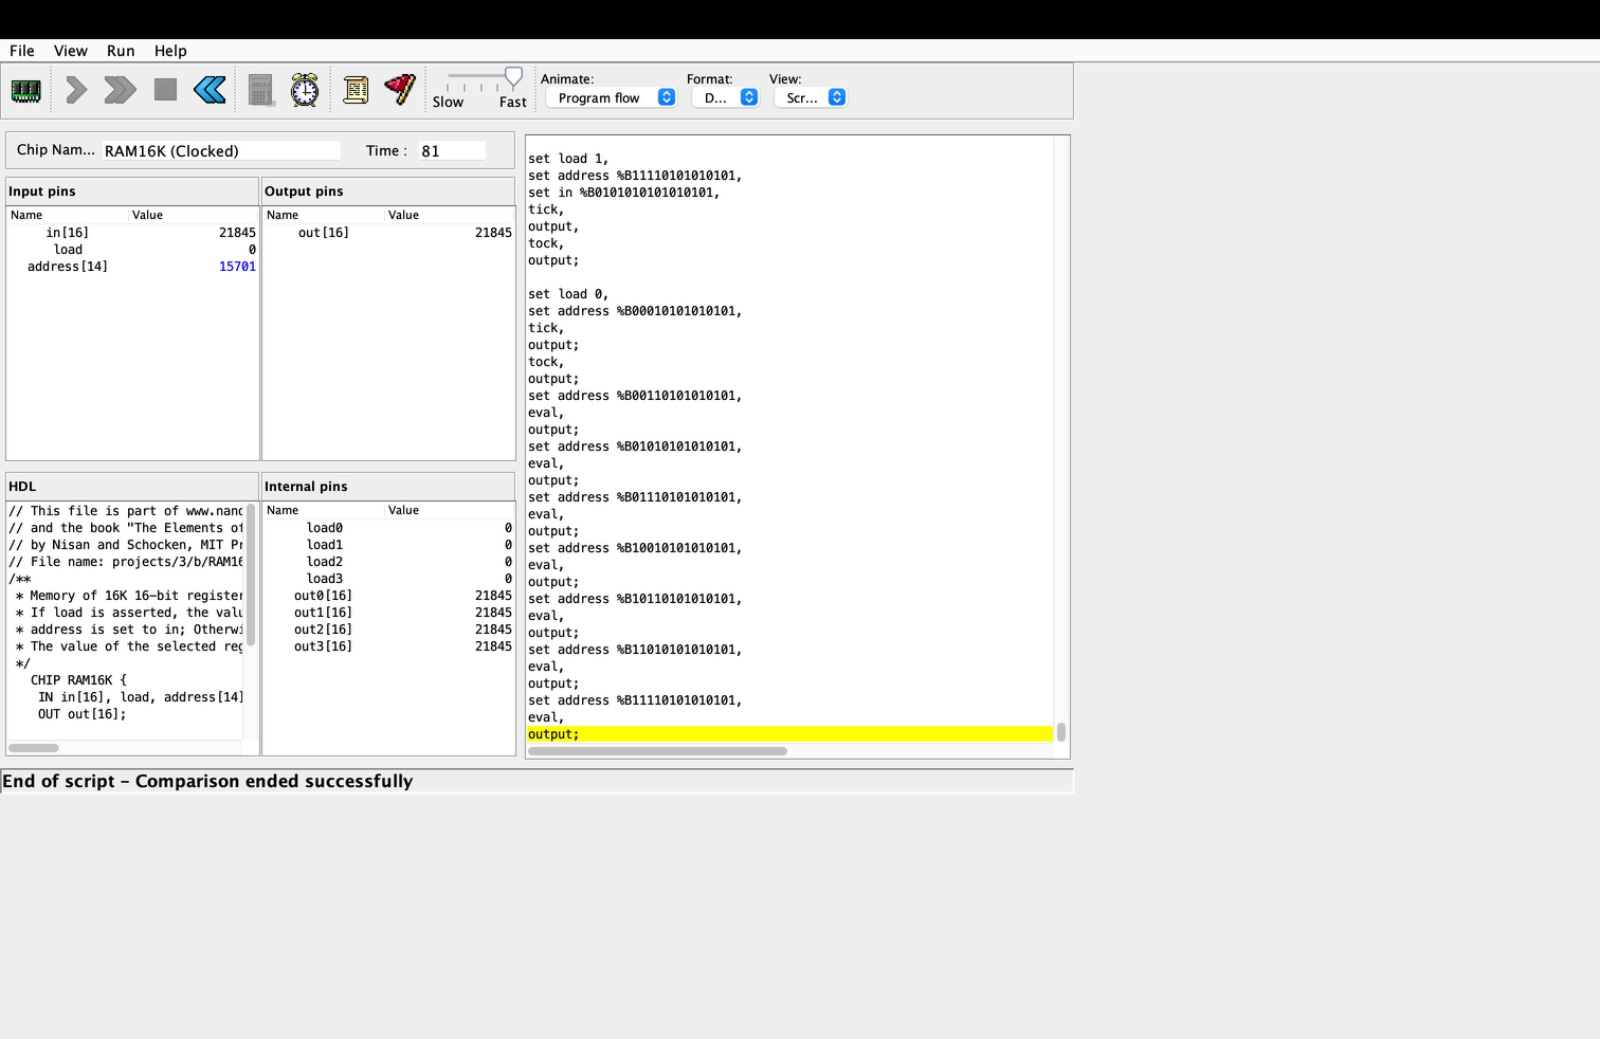 File View Run Help
Slow Fast
Animate: Format: View:
Program flow D... Scr...
Chip Nam... RAM16K (Clocked) Time : 81
Input pins
Name Value
in[16] 21845
load 0
address[14] 15701
Output pins
Name Value
out[16] 21845
HDL
// This file is part of www.nand
// and the book "The Elements of
// by Nisan and Schocken, MIT Pr
// File name: projects/3/b/RAM16
/**
* Memory of 16K 16-bit register
* If load is asserted, the valu
* address is set to in; Otherwi
* The value of the selected reg
*/
CHIP RAM16K {
IN in[16], load, address[14]
OUT out[16];
Internal pins
Name Value
load0 0
load1 0
load2 0
load3 0
out0[16] 21845
out1[16] 21845
out2[16] 21845
out3[16] 21845
set load 1,
set address %B11110101010101,
set in %B0101010101010101,
tick,
output,
tock,
output;
set load 0,
set address %B00010101010101,
tick,
output;
tock,
output;
set address %B00110101010101,
eval,
output;
set address %B01010101010101,
eval,
output;
set address %B01110101010101,
eval,
output;
set address %B10010101010101,
eval,
output;
set address %B10110101010101,
eval,
output;
set address %B11010101010101,
eval,
output;
set address %B11110101010101,
eval,
output;
End of script – Comparison ended successfully